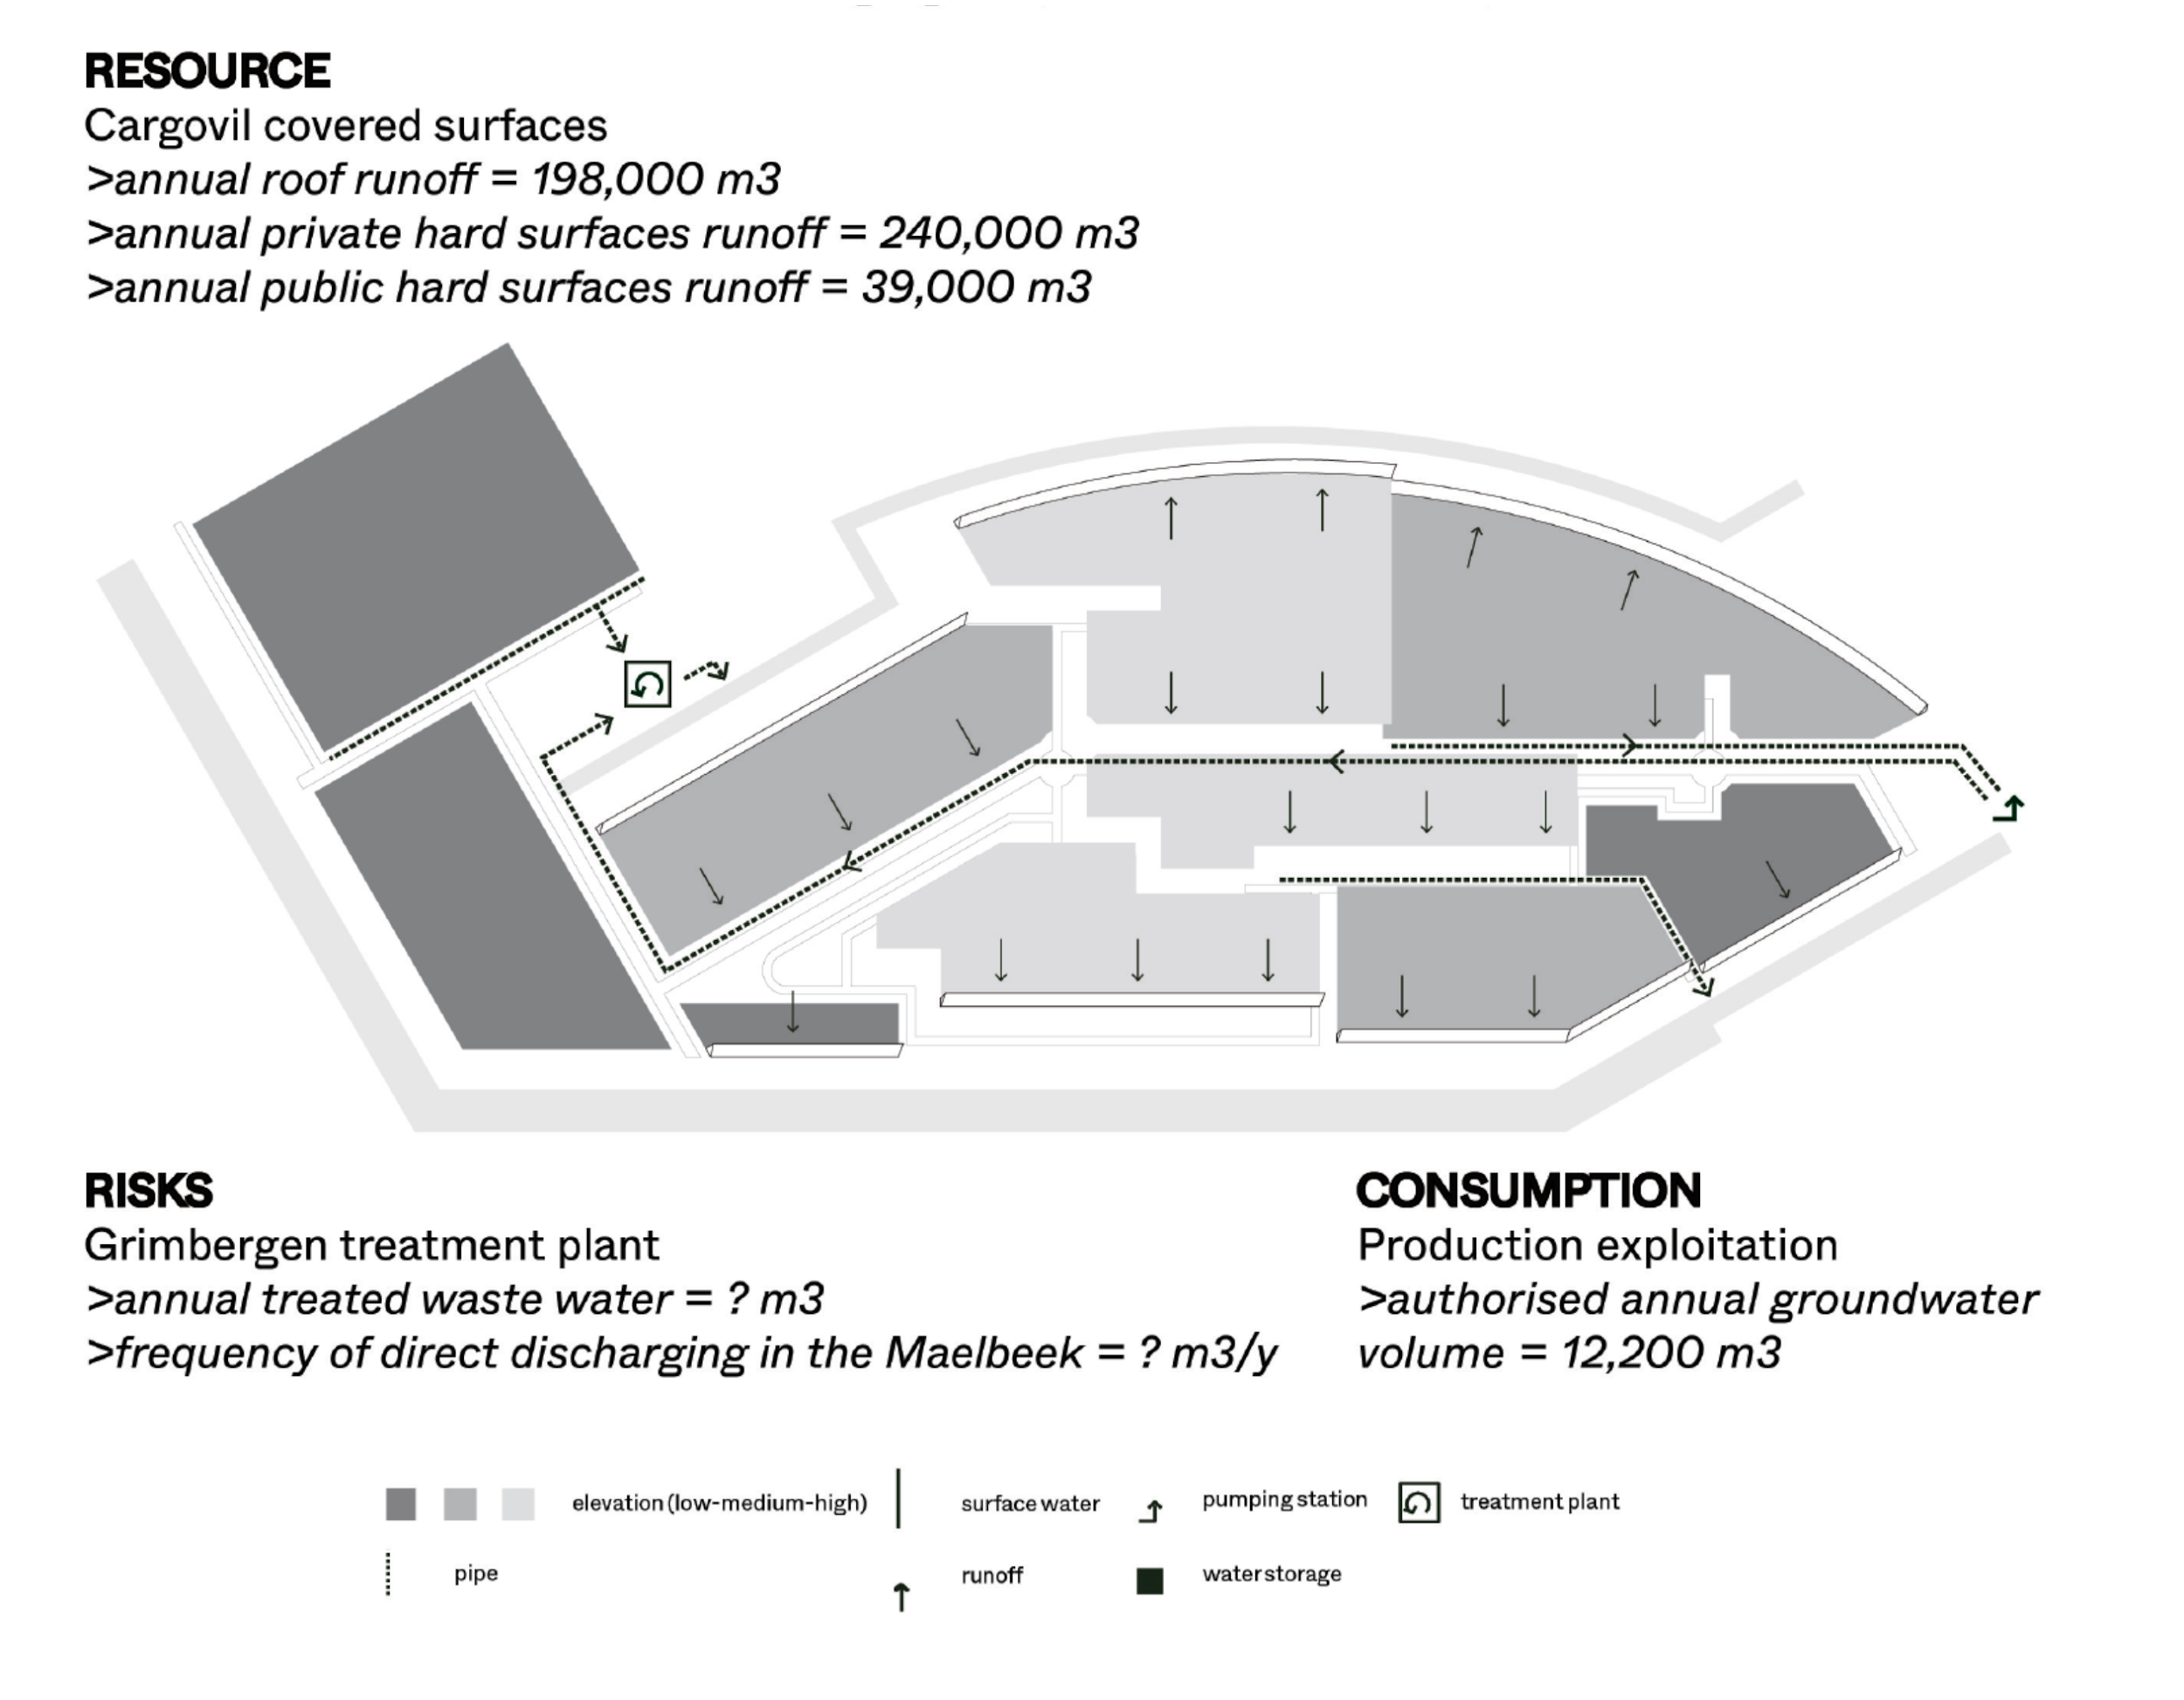 RESOURCE
Cargovil covered surfaces
>annual roof runoff = 198,000 m3
>annual private hard surfaces runoff = 240,000 m3
>annual public hard surfaces runoff = 39,000 m3
RISKS
Grimbergen treatment plant
>annual treated waste water = ? m3
>frequency of direct discharging in the Maelbeek = ? m3/y
CONSUMPTION
Production exploitation
>authorised annual groundwater
volume = 12,200 m3
elevation (low-medium-high)
surface water
pumping station
treatment plant
pipe
runoff
water storage